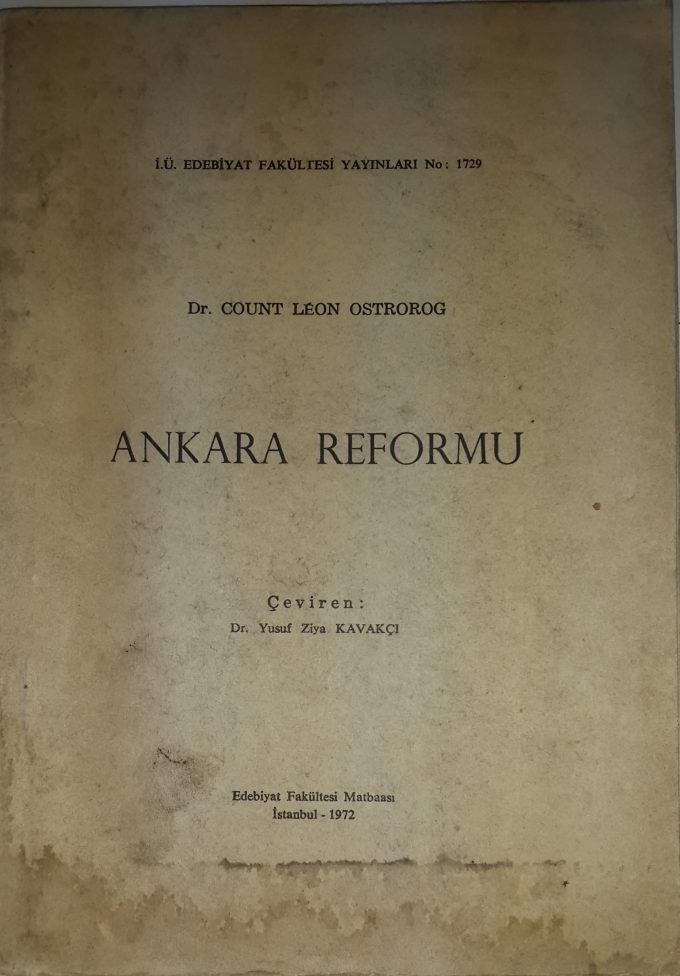 İ.Ü. EDEBİYAT FAKÜLTESİ YAYINLARI No: 1729
Dr. COUNT LÉON OSTROROG
ANKARA REFORMU
Çeviren:
Dr. Yusuf Ziya KAVAKÇI
Edebiyat Fakültesi Matbaası
İstanbul - 1972